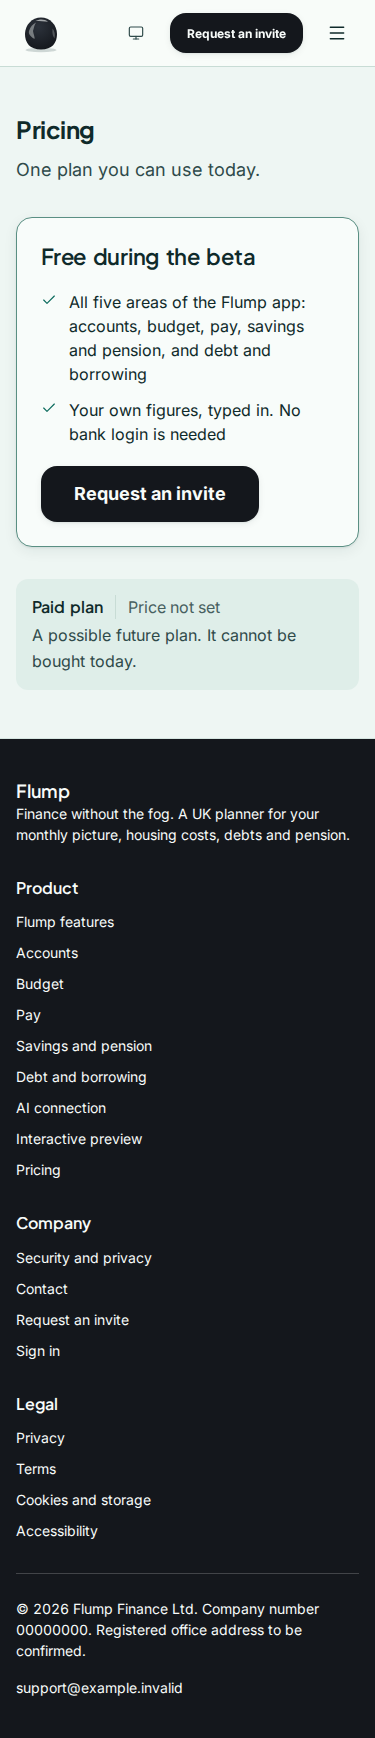 Request an invite
Pricing
One plan you can use today.
Free during the beta
All five areas of the Flump app:
accounts, budget, pay, savings
and pension, and debt and
borrowing
Your own figures, typed in. No
bank login is needed
Request an invite
Paid plan
Price not set
A possible future plan. It cannot be
bought today.
Flump
Finance without the fog. A UK planner for your
monthly picture, housing costs, debts and pension.
Product
Flump features
Accounts
Budget
Pay
Savings and pension
Debt and borrowing
AI connection
Interactive preview
Pricing
Company
Security and privacy
Contact
Request an invite
Sign in
Legal
Privacy
Terms
Cookies and storage
Accessibility
© 2026 Flump Finance Ltd. Company number
00000000. Registered office address to be
confirmed.
support@example.invalid